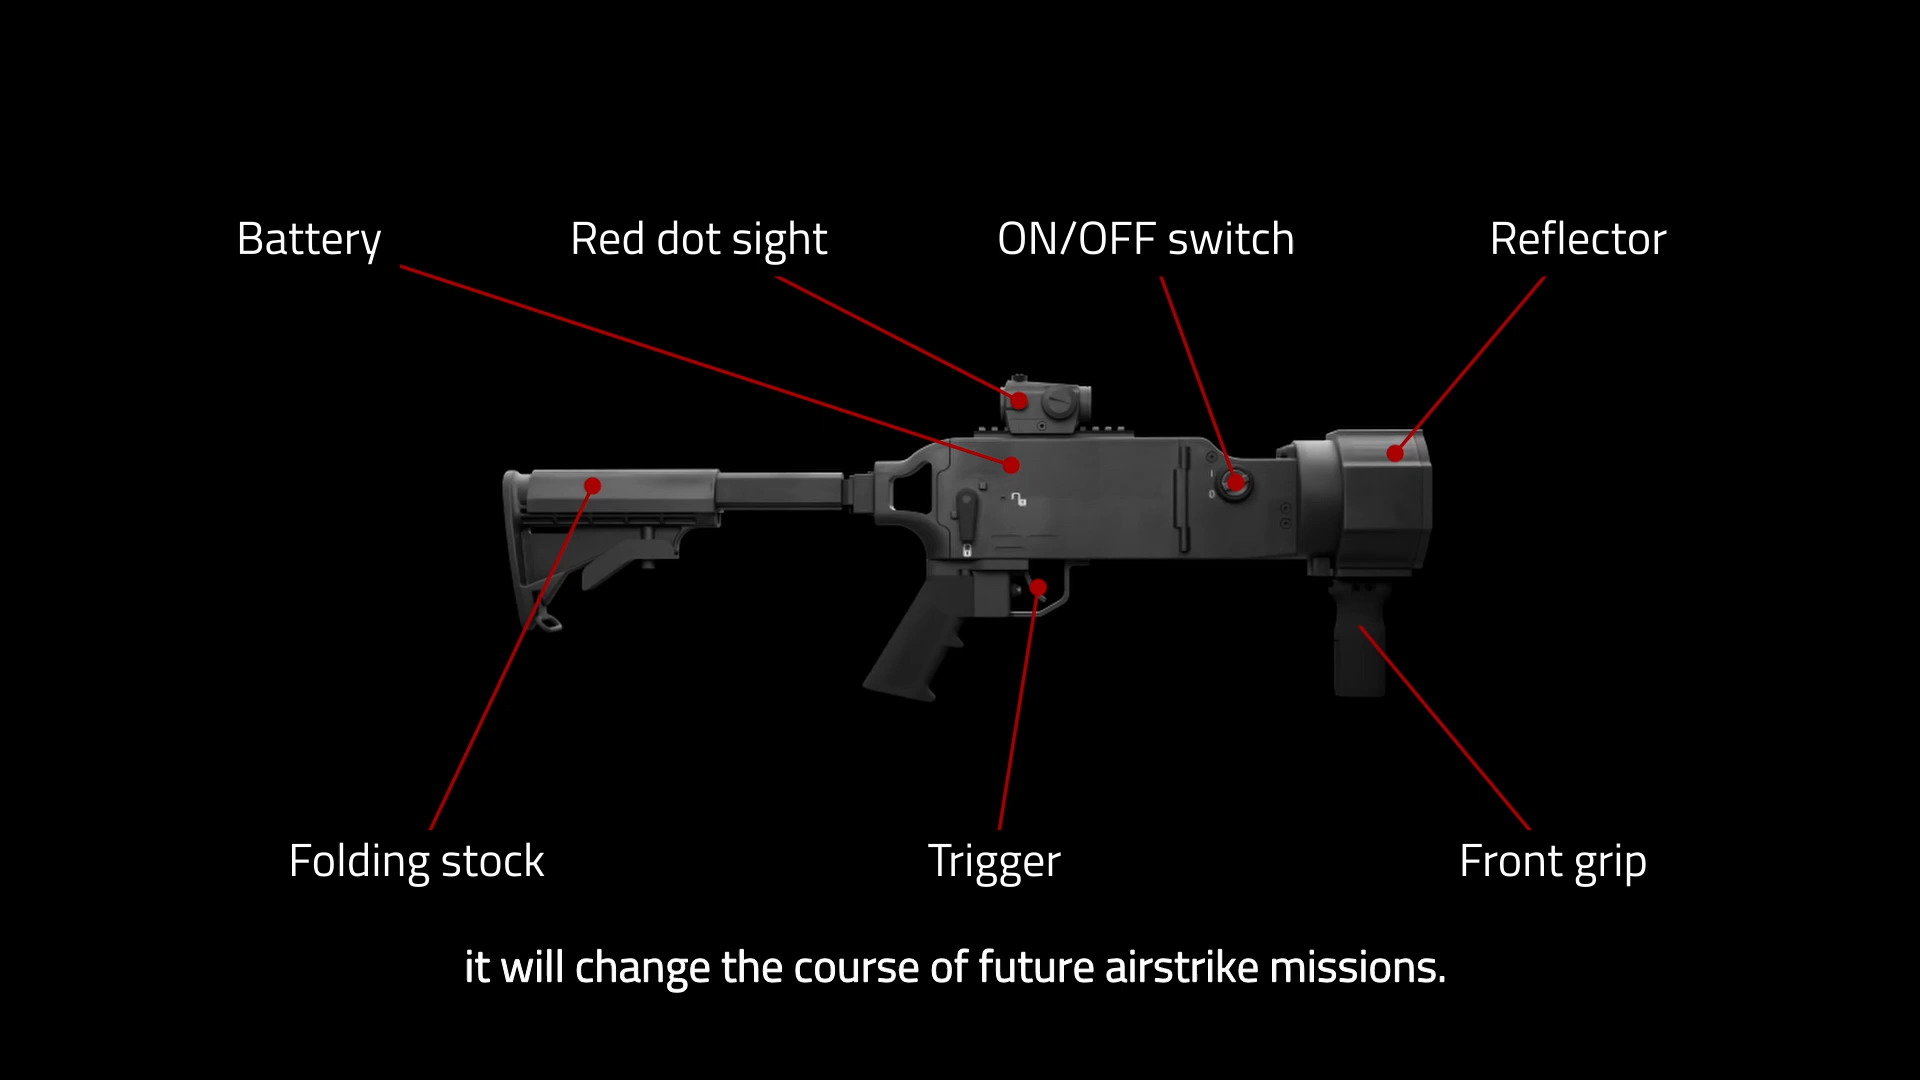 Battery
Red dot sight
ON/OFF switch
Reflector
I
0
Folding stock
Trigger
Front grip
it will change the course of future airstrike missions.